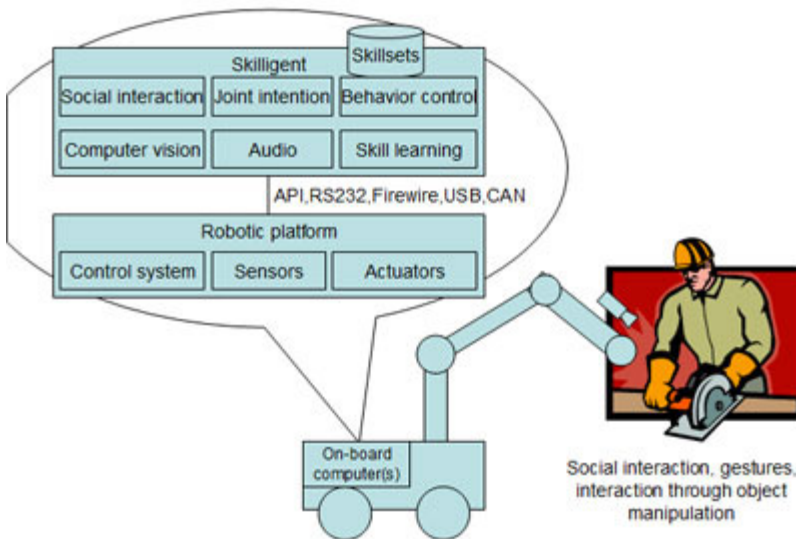 Skillsets
Skilligent
Social interaction
Joint intention
Behavior control
Computer vision
Audio
Skill learning
API,RS232,Firewire,USB,CAN
Robotic platform
Control system
Sensors
Actuators
On-board
computer(s)
Social interaction, gestures,
interaction through object
manipulation